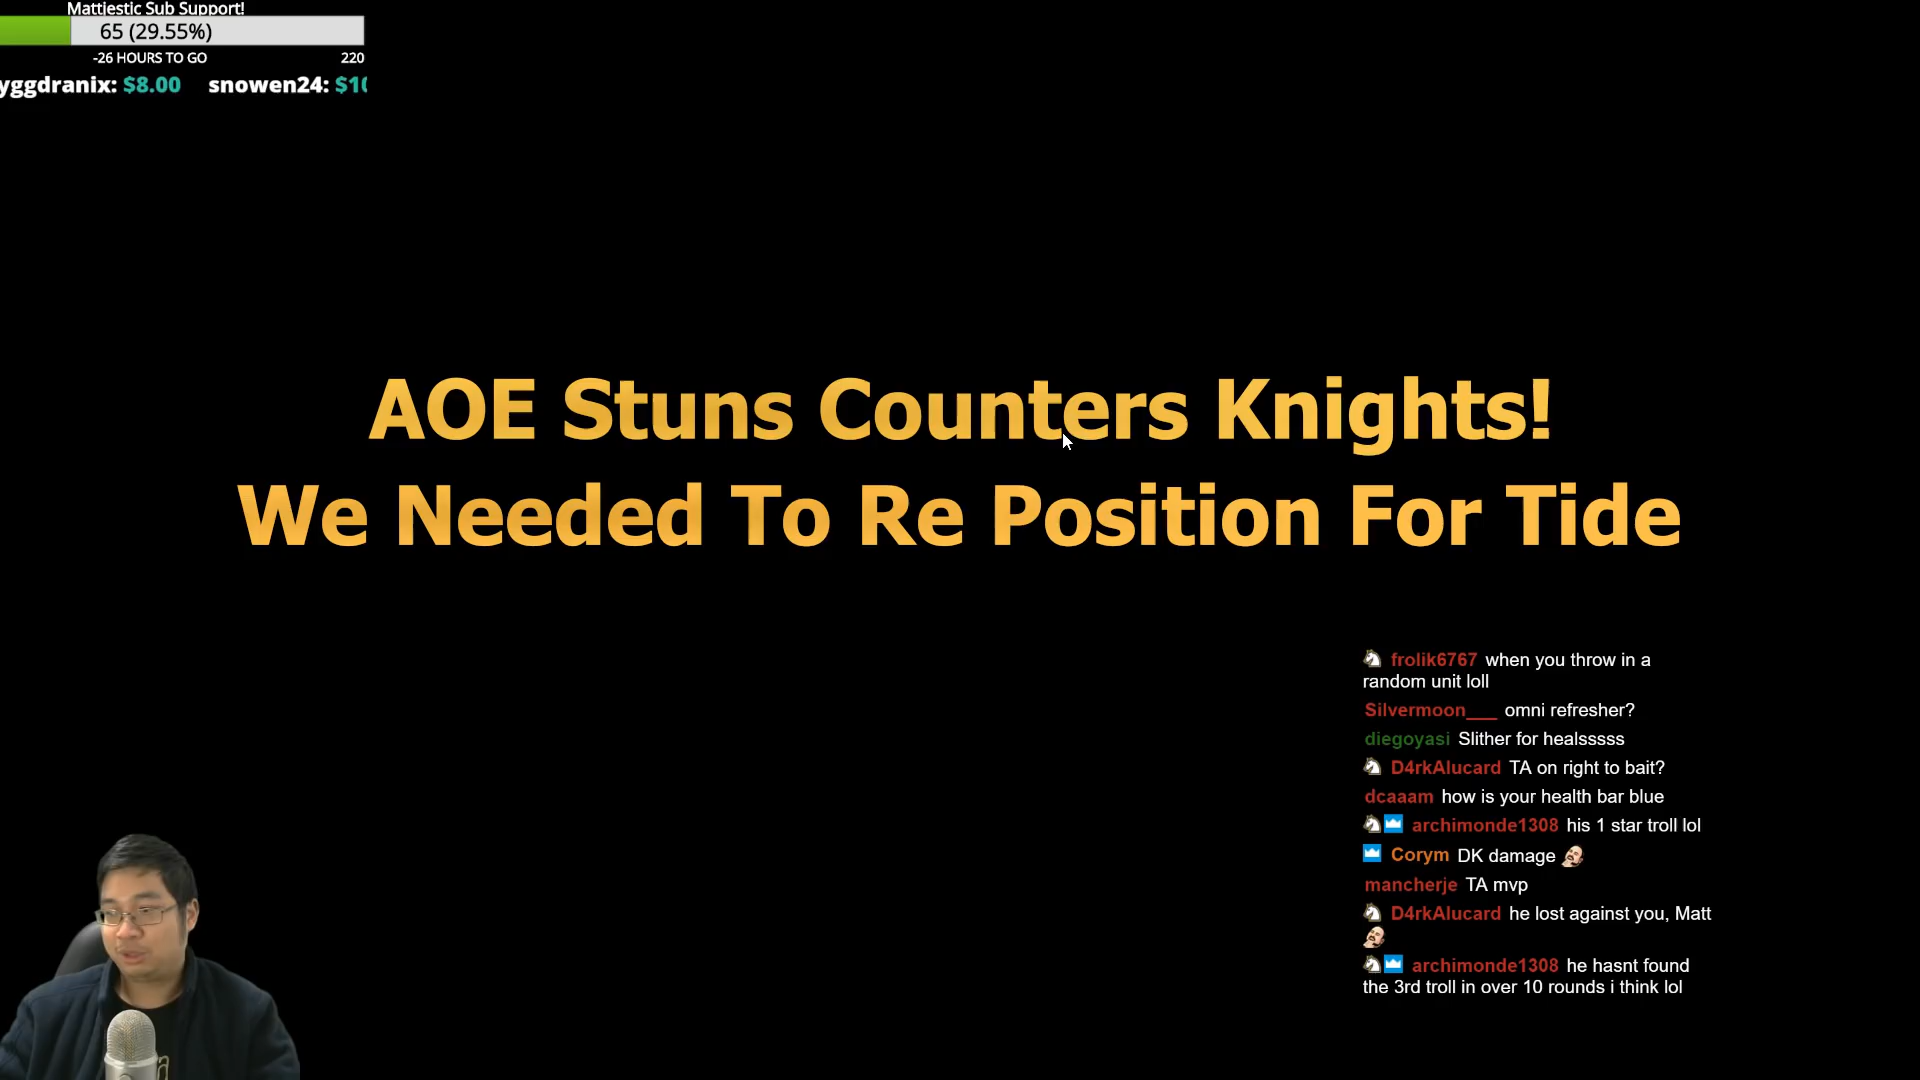 Mattjestic Sub Support!
65 (29.55%)
-26 HOURS TO GO 220
yggdranix: $8.00 snowen24: $10
AOE Stuns Counters Knights!
We Needed To Re Position For Tide
frolik6767 when you throw in a
random unit loll
Silvermoon___ omni refresher?
diegoyasi Slither for healsssss
D4rkAlucard TA on right to bait?
dcaaam how is your health bar blue
archimonde1308 his 1 star troll lol
Corym DK damage
mancherje TA mvp
D4rkAlucard he lost against you, Matt
archimonde1308 he hasnt found
the 3rd troll in over 10 rounds i think lol